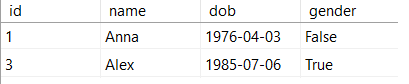 id name dob gender
1 Anna 1976-04-03 False
3 Alex 1985-07-06 True